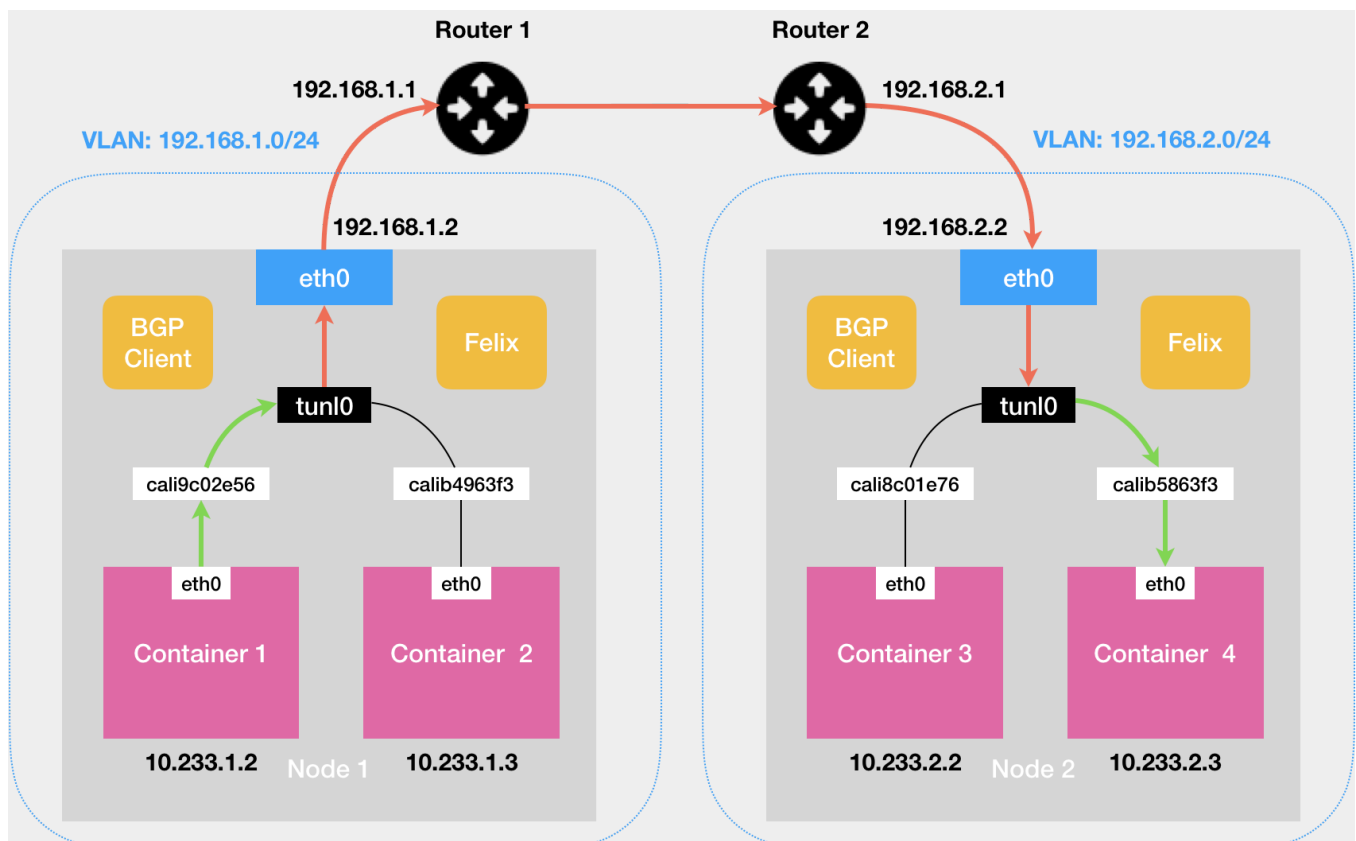 Router 1
Router 2
192.168.1.1
192.168.2.1
VLAN: 192.168.1.0/24
VLAN: 192.168.2.0/24
192.168.1.2
192.168.2.2
eth0
BGP
Client
Felix
tunl0
cali9c02e56
calib4963f3
eth0
eth0
Container 1
Container 2
10.233.1.2
Node 1
10.233.1.3
eth0
BGP
Client
Felix
tunl0
cali8c01e76
calib5863f3
eth0
eth0
Container 3
Container 4
10.233.2.2
Node 2
10.233.2.3